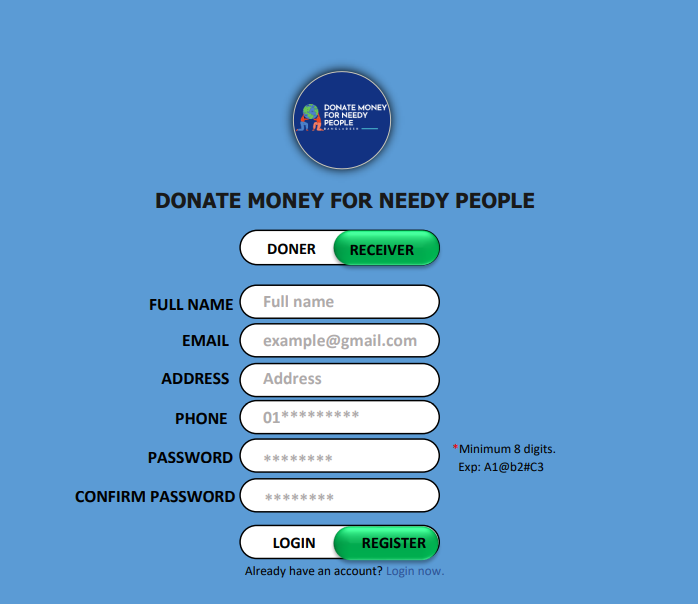 DONATE MONEY
FOR NEEDY
PEOPLE
BANGLADESH
DONATE MONEY FOR NEEDY PEOPLE
DONER RECEIVER
FULL NAME Full name
EMAIL example@gmail.com
ADDRESS Address
PHONE 01*********
PASSWORD ******** *Minimum 8 digits.
Exp: A1@b2#C3
CONFIRM PASSWORD ********
LOGIN REGISTER
Already have an account? Login now.